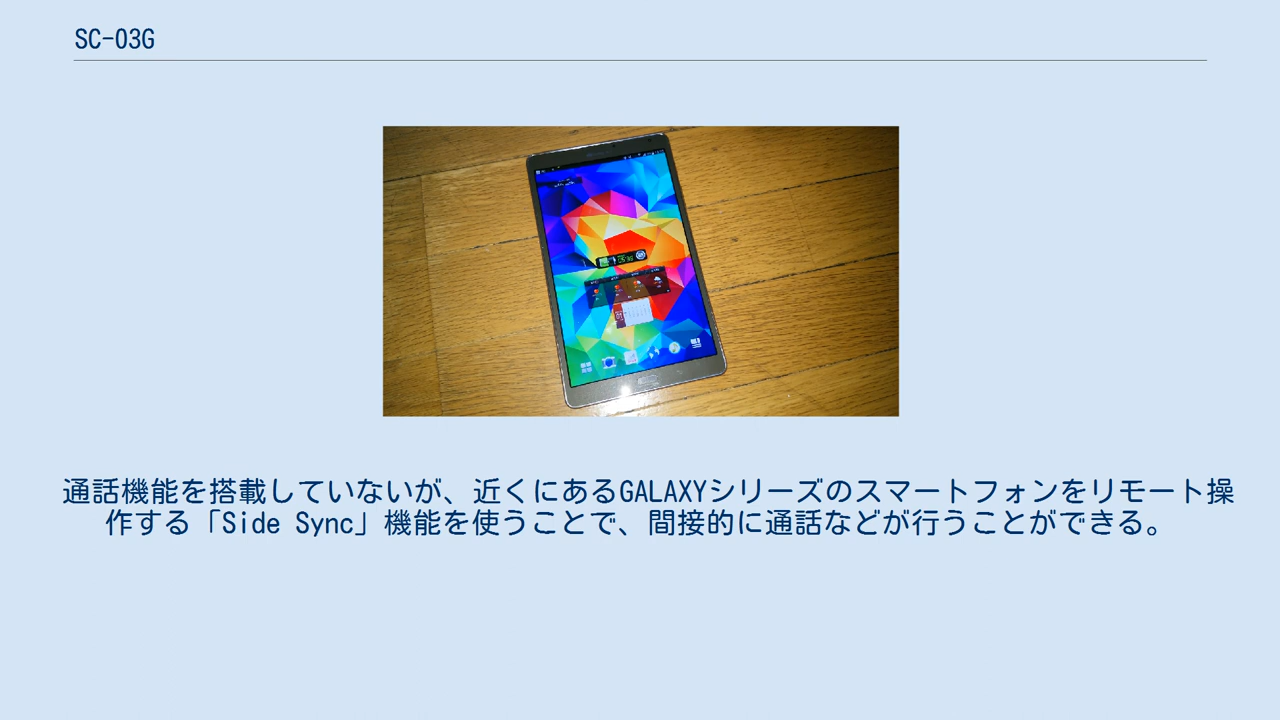 SC-03G
通話機能を搭載していないが、近くにあるGALAXYシリーズのスマートフォンをリモート操
作する「Side Sync」機能を使うことで、間接的に通話などが行うことができる。